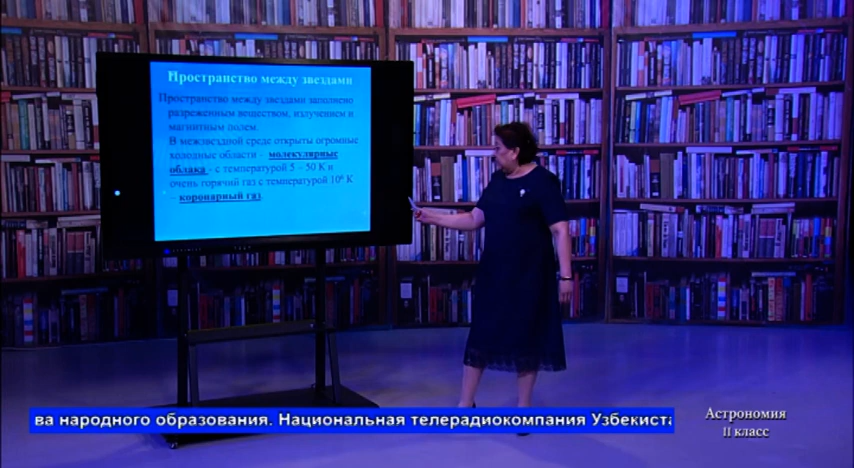 Пространство между звездами
Пространство между звездами заполнено
разреженным веществом, излучением и
магнитным полем.
В межзвездной среде открыты огромные
холодные области - молекулярные
облака - с температурой 5 – 50 К и
очень горячий газ с температурой 10⁶ К
– коронарный газ.
ва народного образования. Национальная телерадиокомпания Узбекиста
Астрономия
II класс